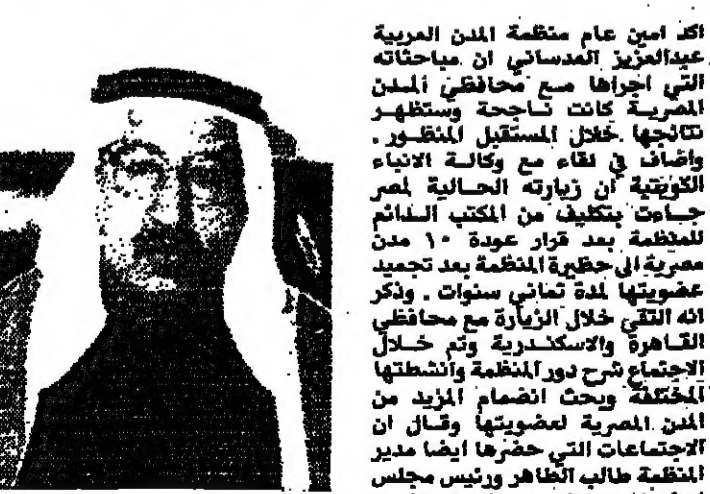 اكد امين عام منظمة المدن العربية
عبدالعزيز العدساني ان مباحثاته
التي اجراها مع محافظي المدن
المصرية كانت ناجحة وستظهر
نتائجها خلال المستقبل المنظور .
واضاف في لقاء مع وكالة الانباء
الكويتية ان زيارته الحالية لمصر
جاءت بتكليف من المكتب الدائم
للمنظمة بعد قرار عودة ١٠ مدن
مصرية الى حظيرة المنظمة بعد تجميد
عضويتها لمدة ثماني سنوات . وذكر
انه التقى خلال الزيارة مع محافظي
القاهرة والاسكندرية وتم خلال
الاجتماع شرح دور المنظمة وانشطتها
المختلفة وبحث انضمام المزيد من
المدن المصرية لعضويتها وقال ان
الاجتماعات التي حضرها ايضا مدير
المنظمة طالب الطاهر ورئيس مجلس